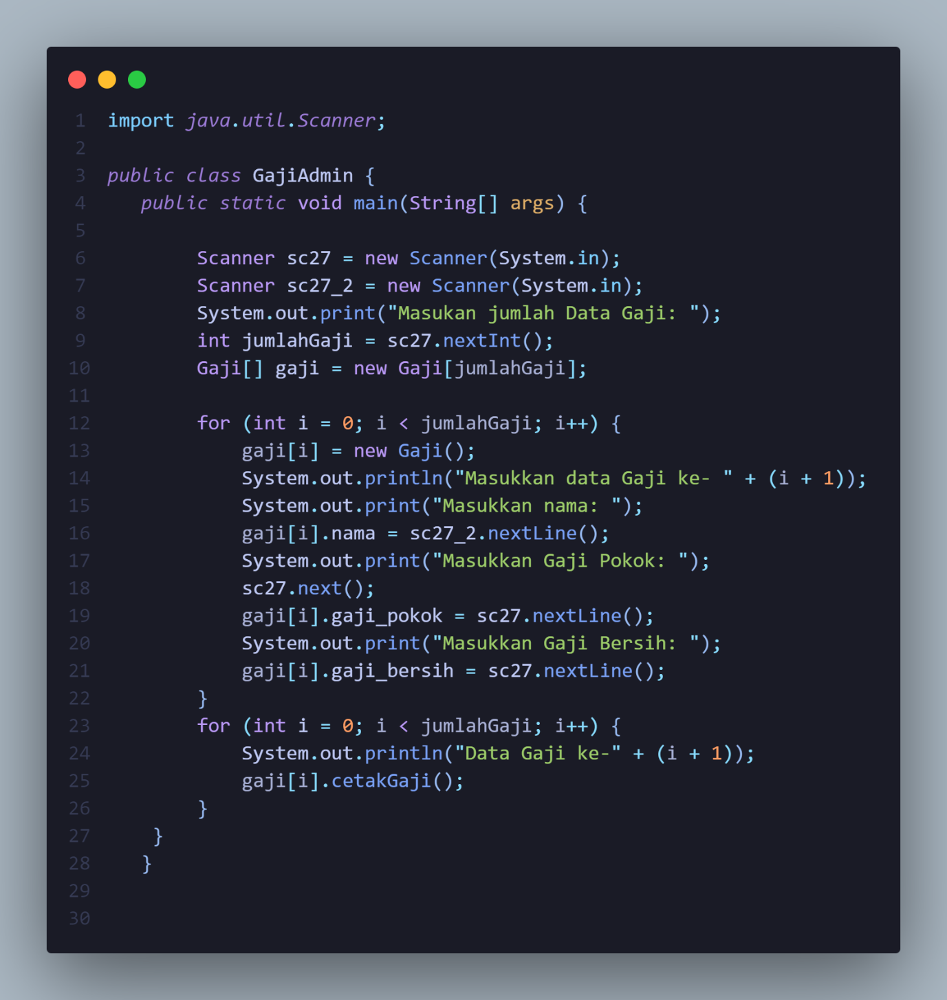 1 import java.util.Scanner;
2
3 public class GajiAdmin {
4    public static void main(String[] args) {
5
6         Scanner sc27 = new Scanner(System.in);
7         Scanner sc27_2 = new Scanner(System.in);
8         System.out.print("Masukan jumlah Data Gaji: ");
9         int jumlahGaji = sc27.nextInt();
10         Gaji[] gaji = new Gaji[jumlahGaji];
11
12         for (int i = 0; i < jumlahGaji; i++) {
13             gaji[i] = new Gaji();
14             System.out.println("Masukkan data Gaji ke- " + (i + 1));
15             System.out.print("Masukkan nama: ");
16             gaji[i].nama = sc27_2.nextLine();
17             System.out.print("Masukkan Gaji Pokok: ");
18             sc27.next();
19             gaji[i].gaji_pokok = sc27.nextLine();
20             System.out.print("Masukkan Gaji Bersih: ");
21             gaji[i].gaji_bersih = sc27.nextLine();
22         }
23         for (int i = 0; i < jumlahGaji; i++) {
24             System.out.println("Data Gaji ke-" + (i + 1));
25             gaji[i].cetakGaji();
26         }
27     }
28    }
29
30